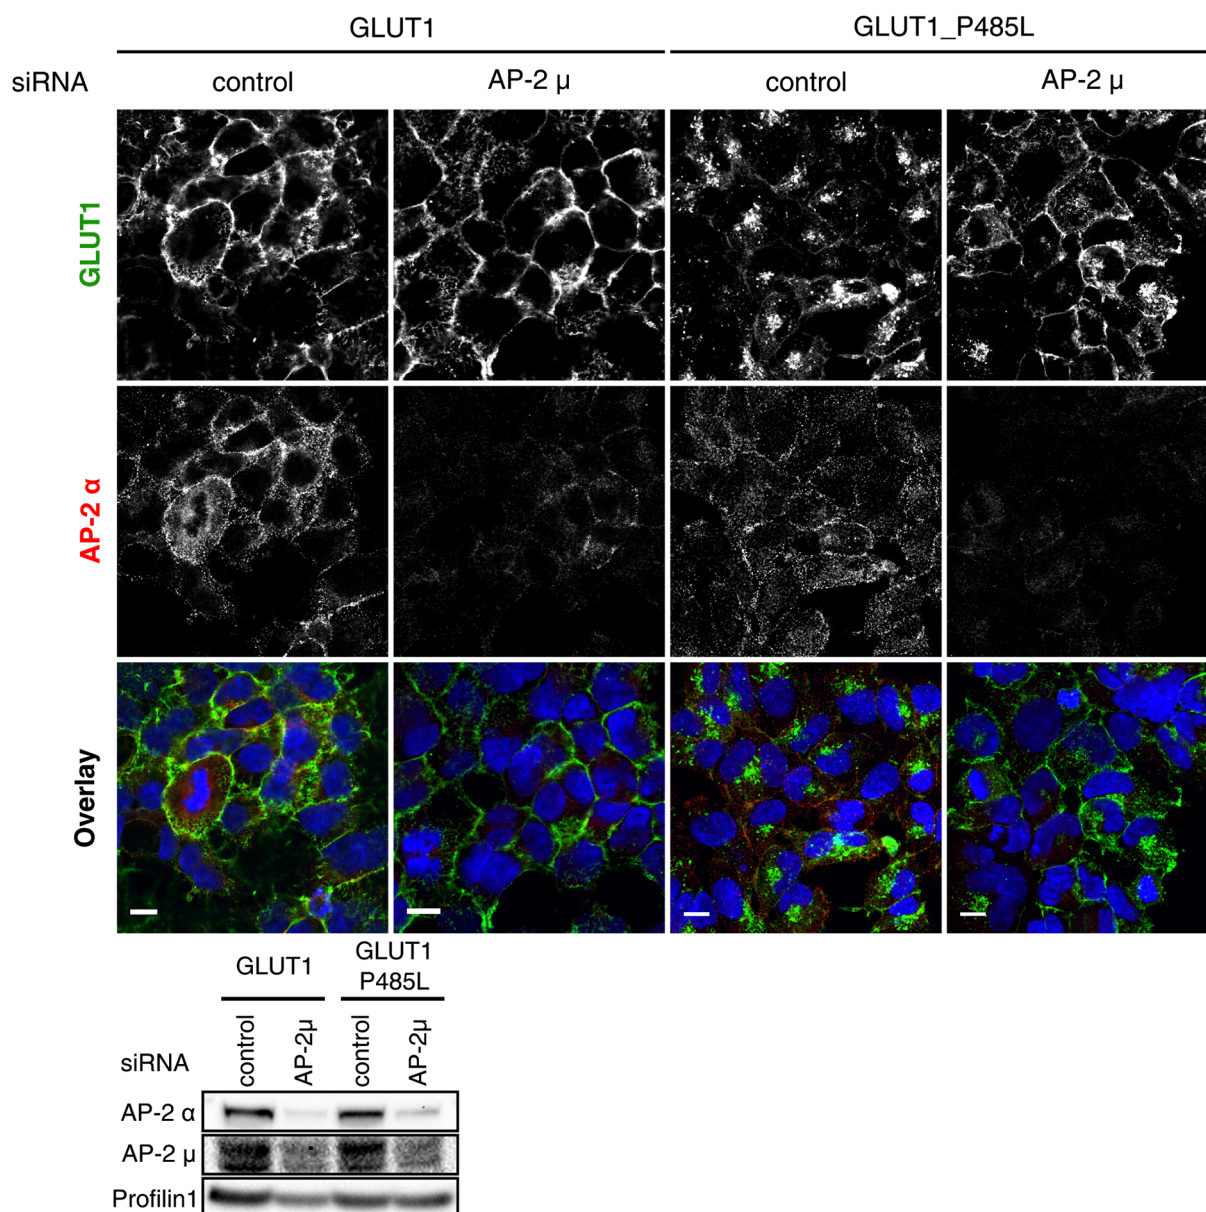 GLUT1 GLUT1_P485L
siRNA control AP-2 μ control AP-2 μ
GLUT1
AP-2 α
Overlay
GLUT1 GLUT1
P485L
siRNA control AP-2μ control AP-2μ
AP-2 α
AP-2 μ
Profilin1